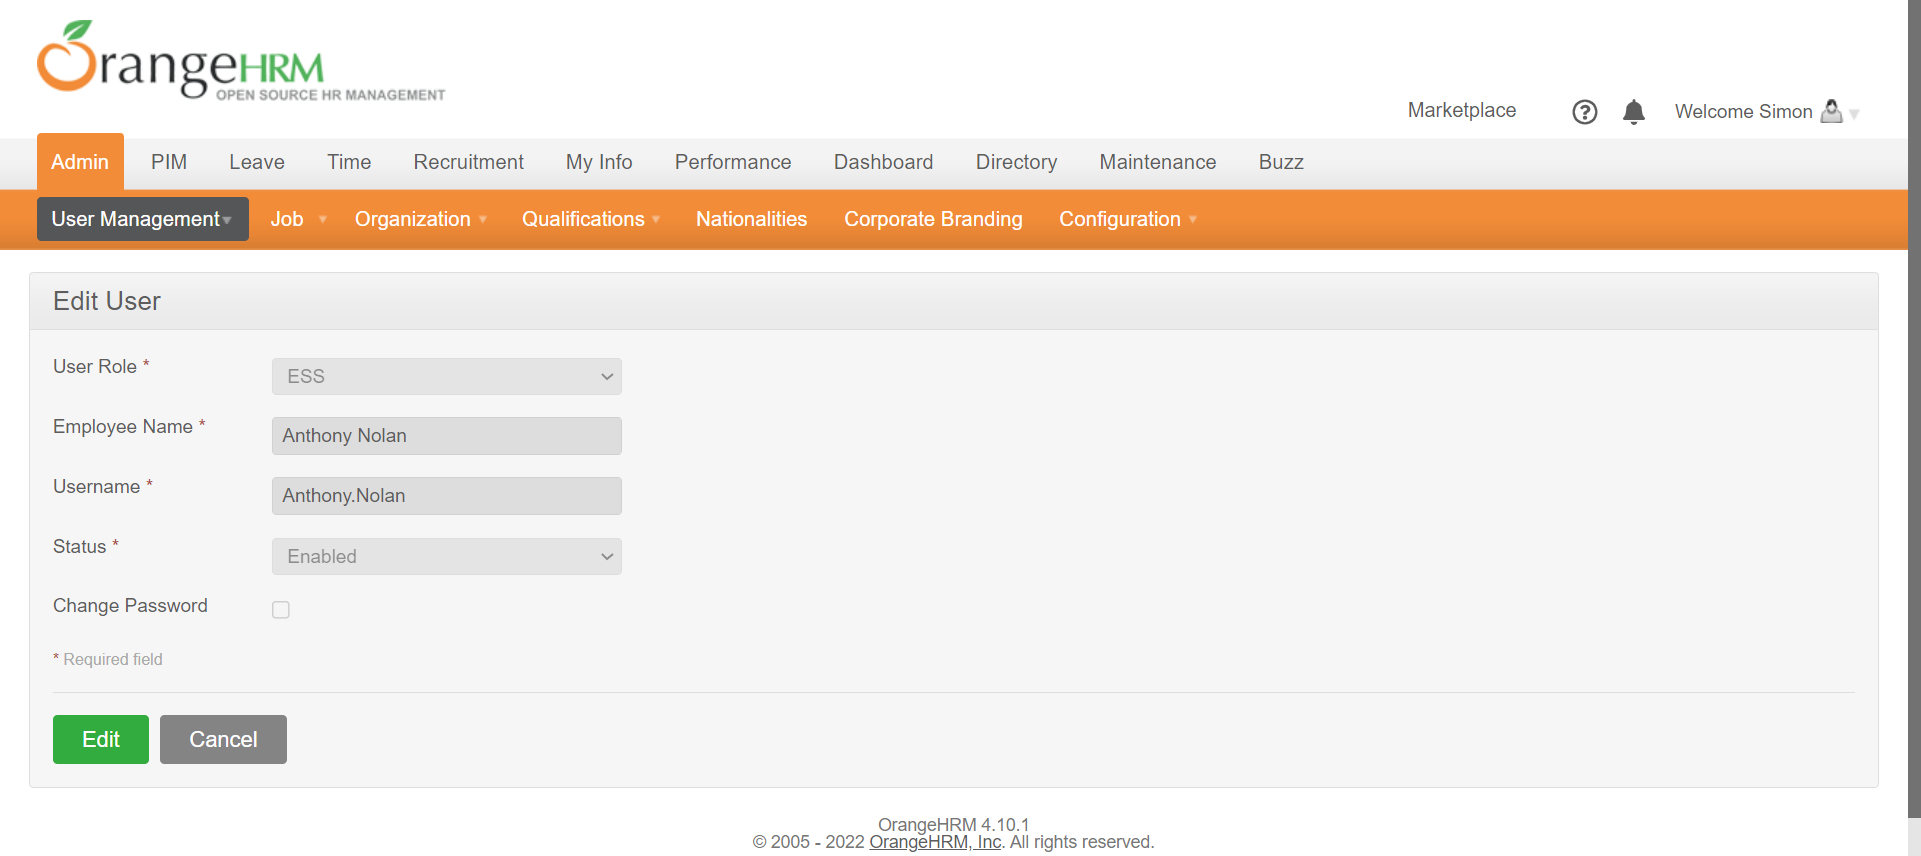 OrangeHRM
OPEN SOURCE HR MANAGEMENT
Marketplace ? Welcome Simon
Admin PIM Leave Time Recruitment My Info Performance Dashboard Directory Maintenance Buzz
User Management Job Organization Qualifications Nationalities Corporate Branding Configuration
Edit User
User Role * ESS
Employee Name * Anthony Nolan
Username * Anthony.Nolan
Status * Enabled
Change Password
* Required field
Edit Cancel
OrangeHRM 4.10.1
© 2005 - 2022 OrangeHRM, Inc. All rights reserved.